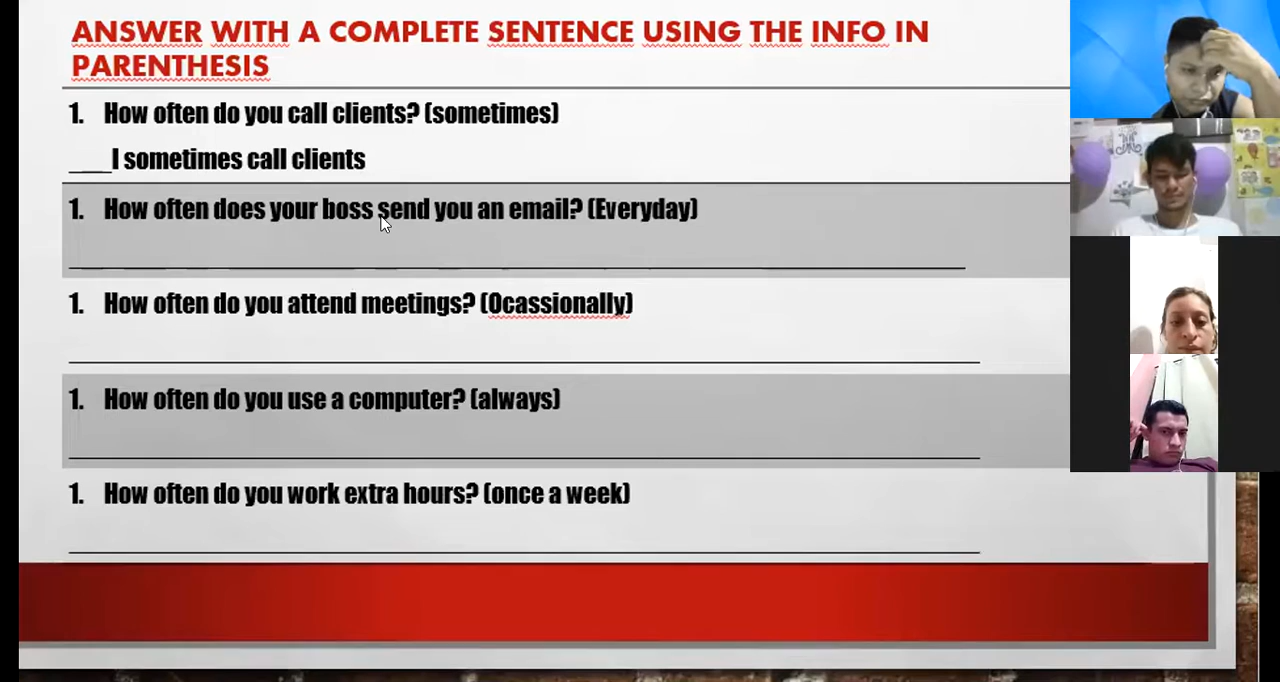 ANSWER WITH A COMPLETE SENTENCE USING THE INFO IN
PARENTHESIS
1. How often do you call clients? (sometimes)
___I sometimes call clients
1. How often does your boss send you an email? (Everyday)
1. How often do you attend meetings? (Ocassionally)
1. How often do you use a computer? (always)
1. How often do you work extra hours? (once a week)